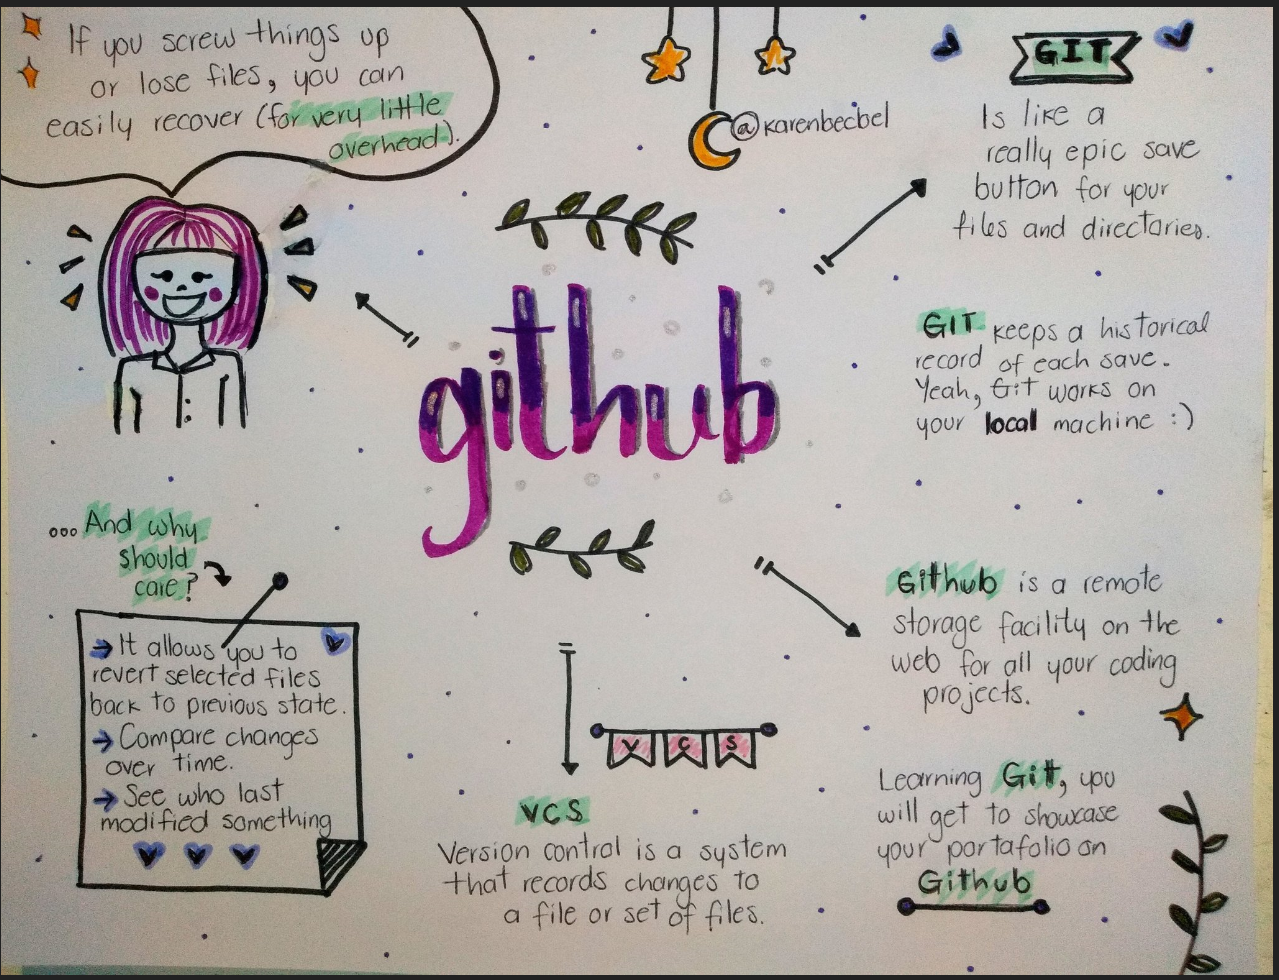 If you screw things up
or lose files, you can
easily recover (for very little
overhead).
@karenbecbel
GIT
Is like a
really epic save
button for your
files and directories.
github
GIT keeps a historical
record of each save.
Yeah, Git works on
your local machine :)
...And why
should
care?
→ It allows you to
revert selected files
back to previous state.
→ Compare changes
over time.
→ See who last
modified something
VCS
VCS
Version control is a system
that records changes to
a file or set of files.
Github is a remote
storage facility on the
web for all your coding
projects.
Learning Git, you
will get to showcase
your portafolio on
Github